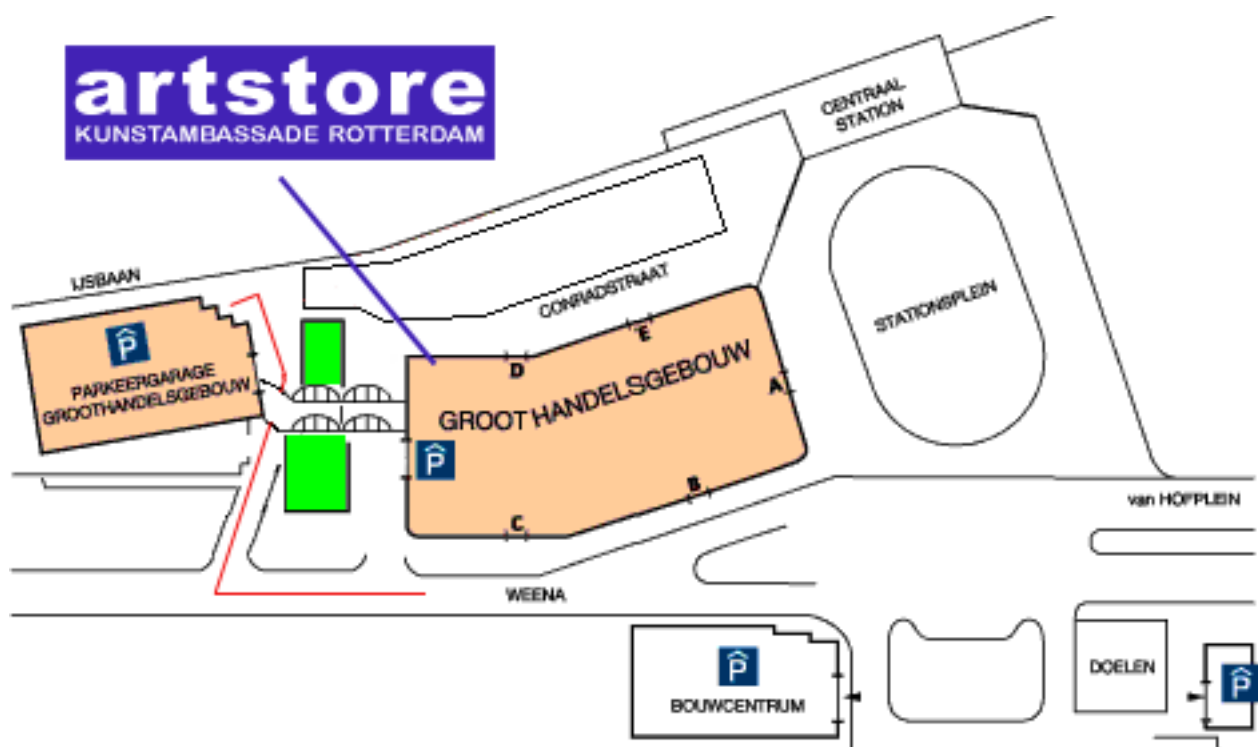 artstore
KUNSTAMBASSADE ROTTERDAM
CENTRAAL
STATION
IJSBAAN
CONRADSTRAAT
STATIONSPLEIN
P
PARKEERGARAGE
GROOTHANDELSGEBOUW
D
E
A
GROOT HANDELSGEBOUW
P
B
C
van HOFPLEIN
WEENA
P
BOUWCENTRUM
DOELEN
P